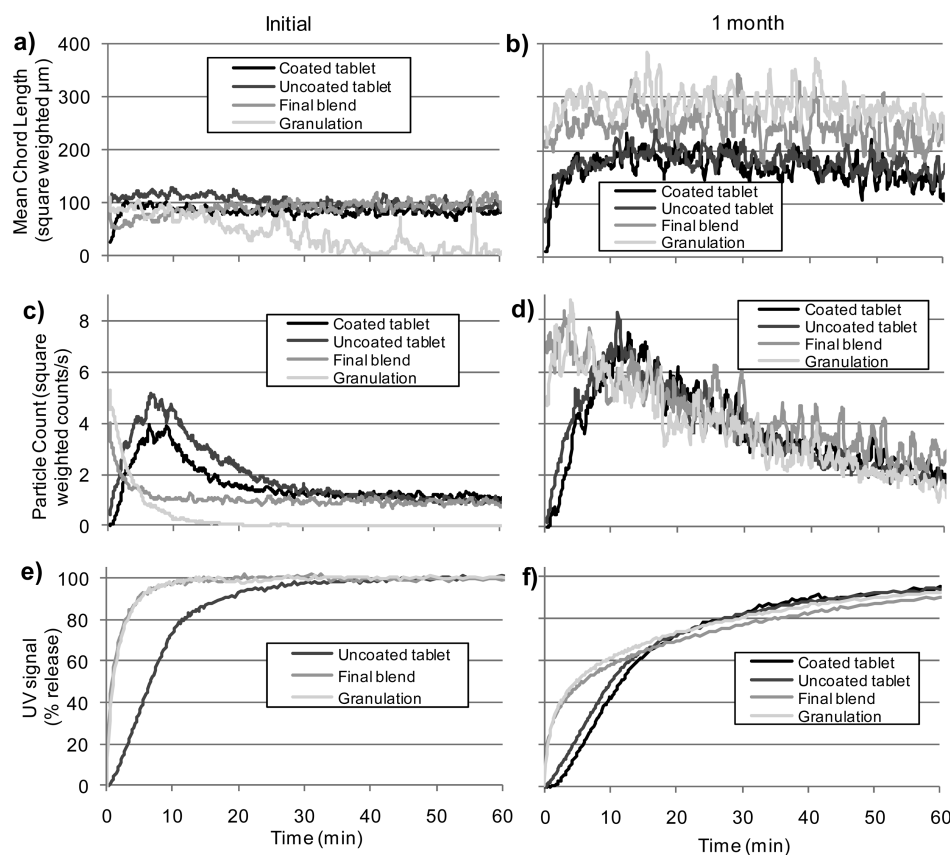 Initial
1 month
a)
Mean Chord Length
(square weighted µm)
400
300
200
100
0
Coated tablet
Uncoated tablet
Final blend
Granulation
b)
Coated tablet
Uncoated tablet
Final blend
Granulation
c)
Particle Count (square
weighted counts/s)
8
6
4
2
0
Coated tablet
Uncoated tablet
Final blend
Granulation
d)
Coated tablet
Uncoated tablet
Final blend
Granulation
e)
UV signal
(% release)
100
80
60
40
20
0
Uncoated tablet
Final blend
Granulation
0 10 20 30 40 50 60
Time (min)
f)
Coated tablet
Uncoated tablet
Final blend
Granulation
0 10 20 30 40 50 60
Time (min)